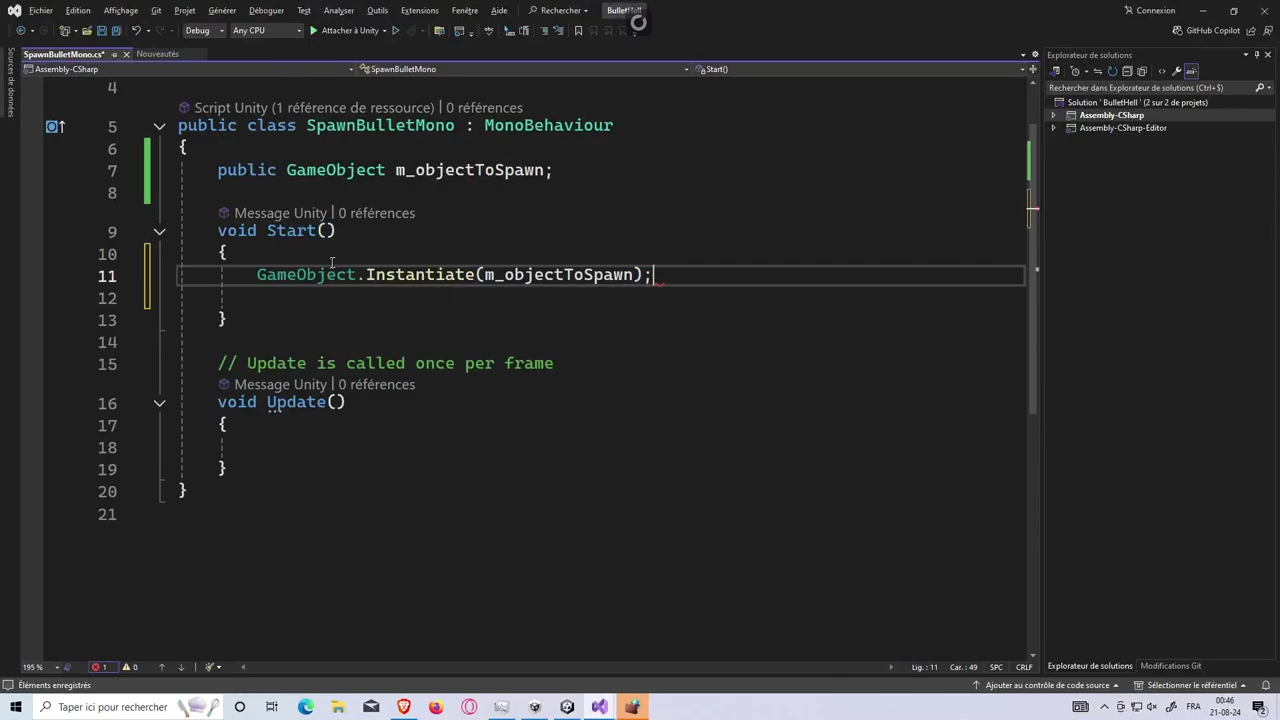 Fichier Edition Affichage Git Projet Générer Déboguer Test Analyser Outils Extensions Fenêtre Aide Rechercher BulletHell Connexion
Debug Any CPU Attacher à Unity GitHub Copilot
SpawnBulletMono.cs* Nouveautés Explorateur de solutions
Assembly-CSharp SpawnBulletMono Start()
Sources de données
Rechercher dans Explorateur de solutions (Ctrl+$)
Solution ' BulletHell ' (2 sur 2 de projets)
Assembly-CSharp
Assembly-CSharp-Editor
4
Script Unity (1 référence de ressource) | 0 références
5 public class SpawnBulletMono : MonoBehaviour
6 {
7 public GameObject m_objectToSpawn;
8
Message Unity | 0 références
9 void Start()
10 {
11 GameObject.Instantiate(m_objectToSpawn);
12
13 }
14
15 // Update is called once per frame
Message Unity | 0 références
16 void Update()
17 {
18
19 }
20 }
21
195 % 1 0 Lig : 11 Car : 49 SPC CRLF
Explorateur de solutions Modifications Git
Éléments enregistrés Ajouter au contrôle de code source Sélectionner le référentiel
Taper ici pour rechercher FRA 00:46
21-08-24 2